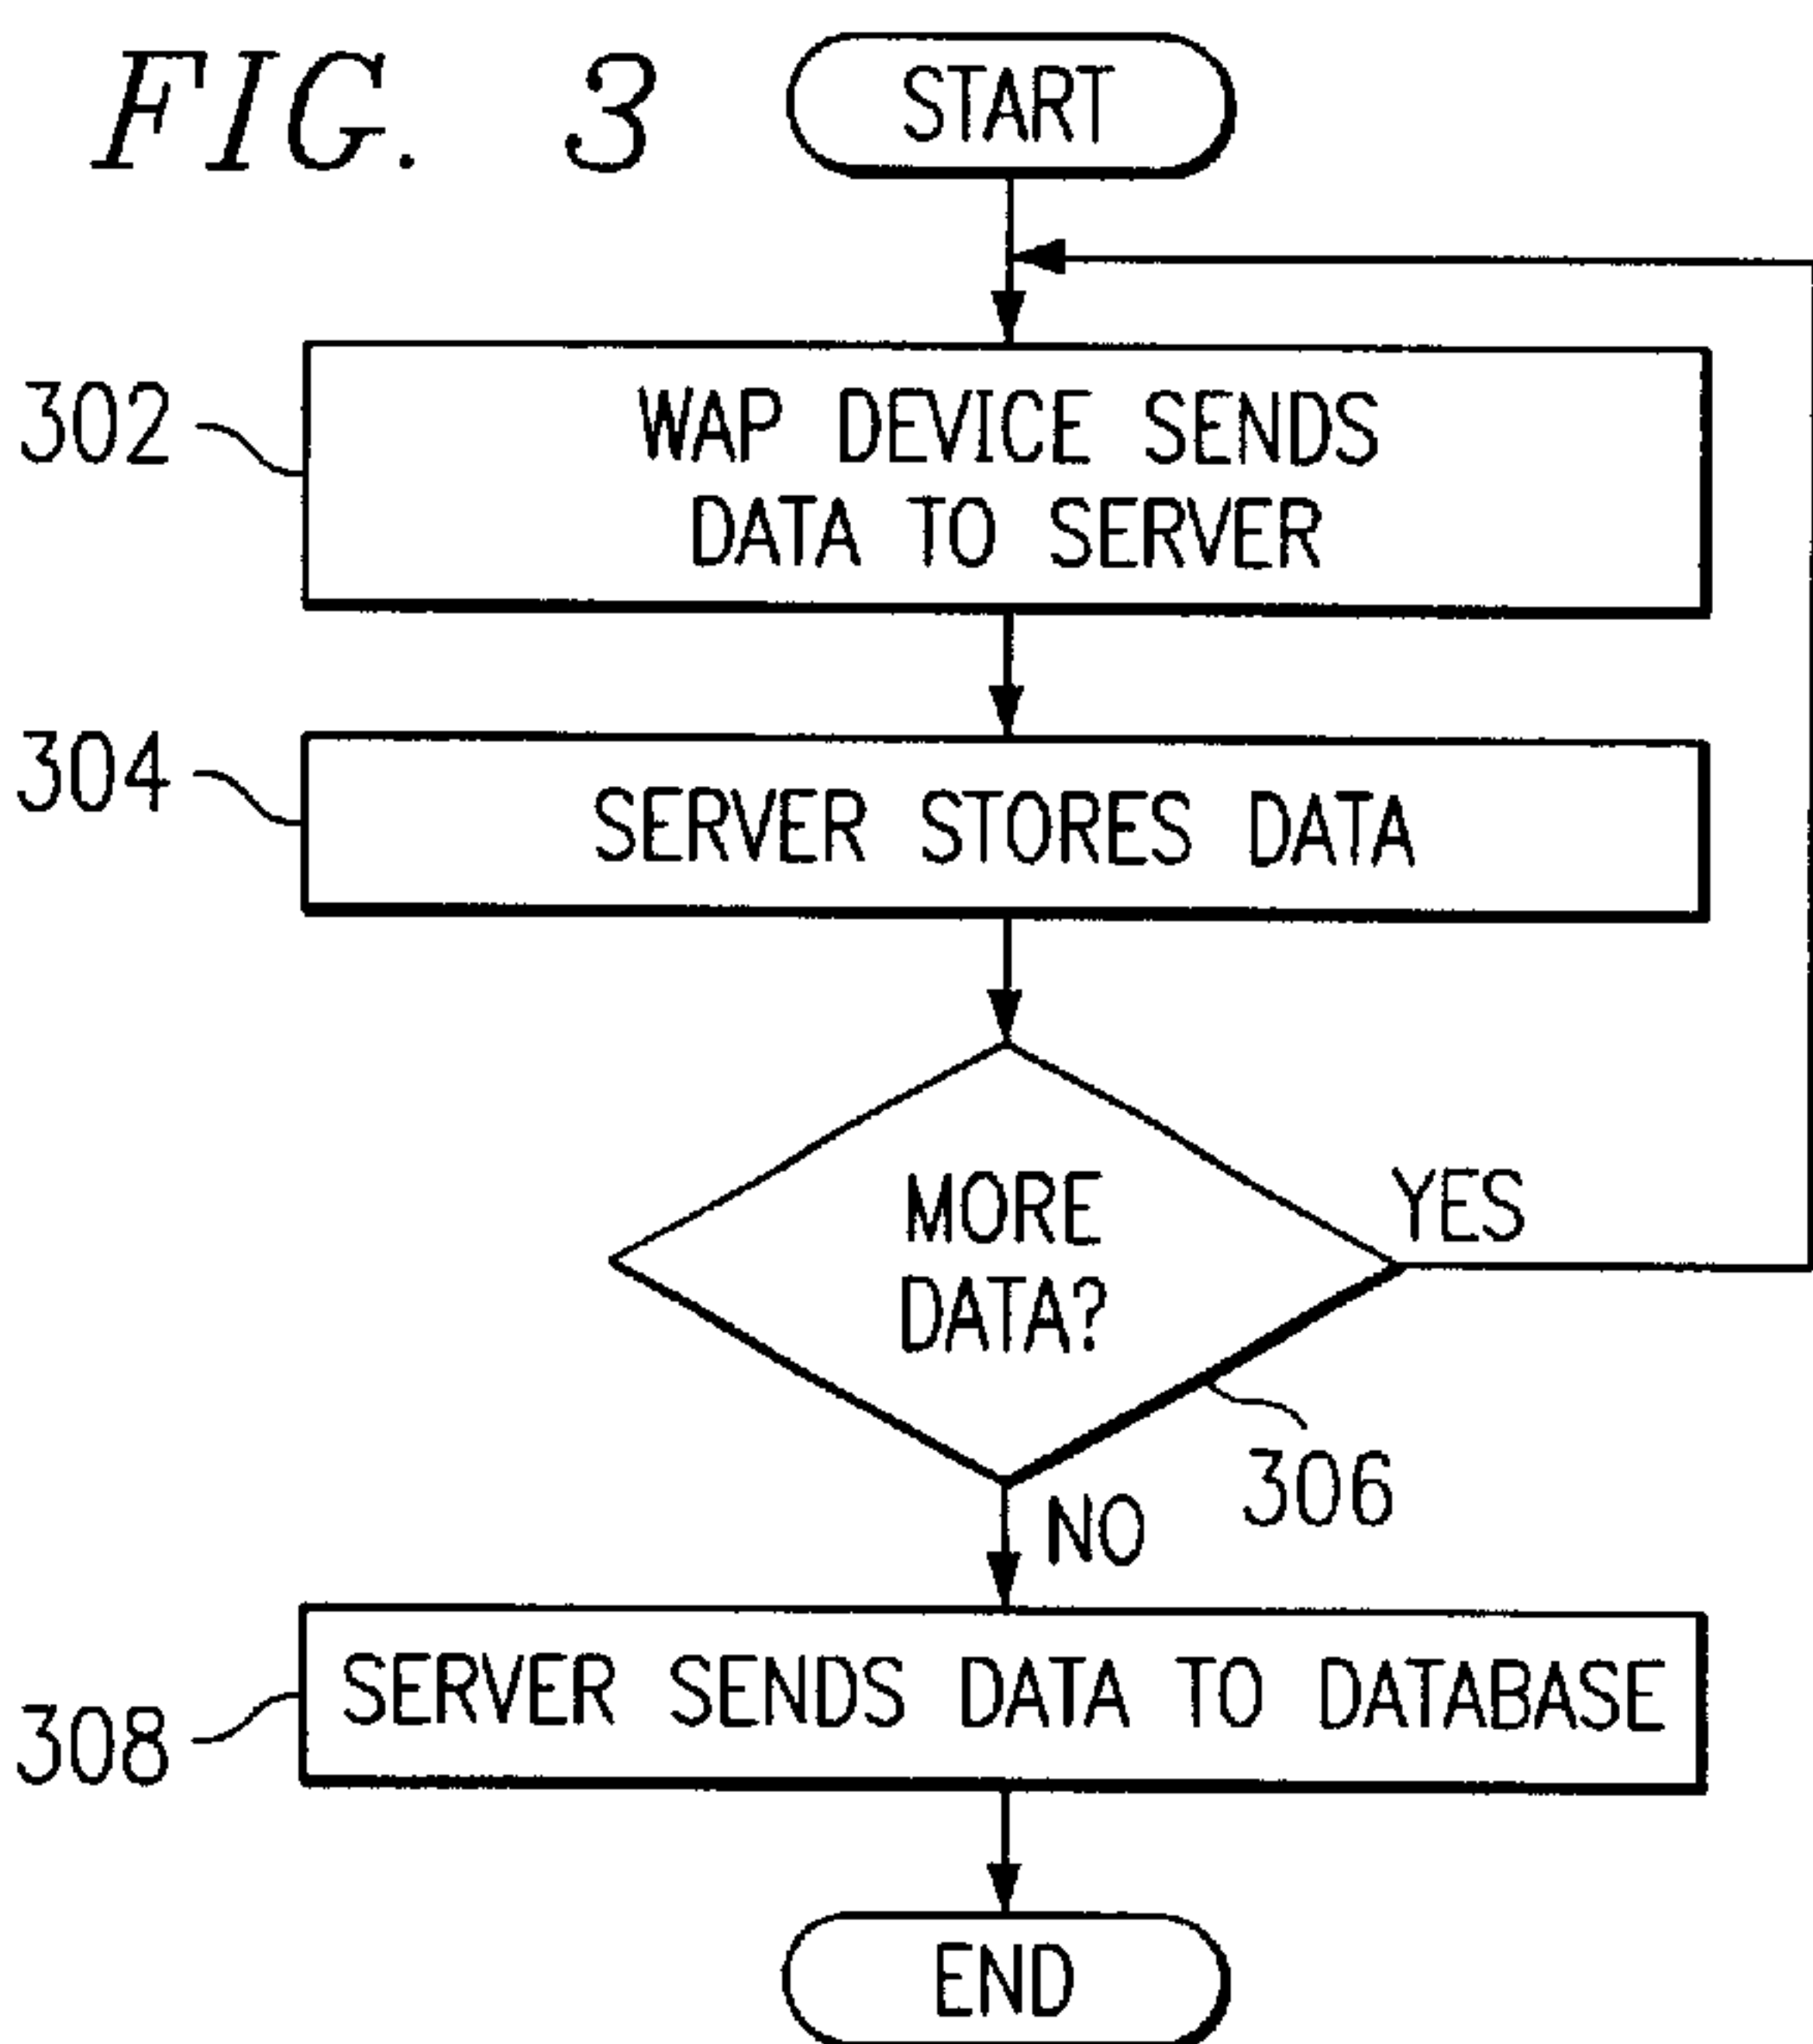 FIG. 3
START
302
WAP DEVICE SENDS
DATA TO SERVER
304
SERVER STORES DATA
MORE
DATA?
YES
306
NO
SERVER SENDS DATA TO DATABASE
308
END